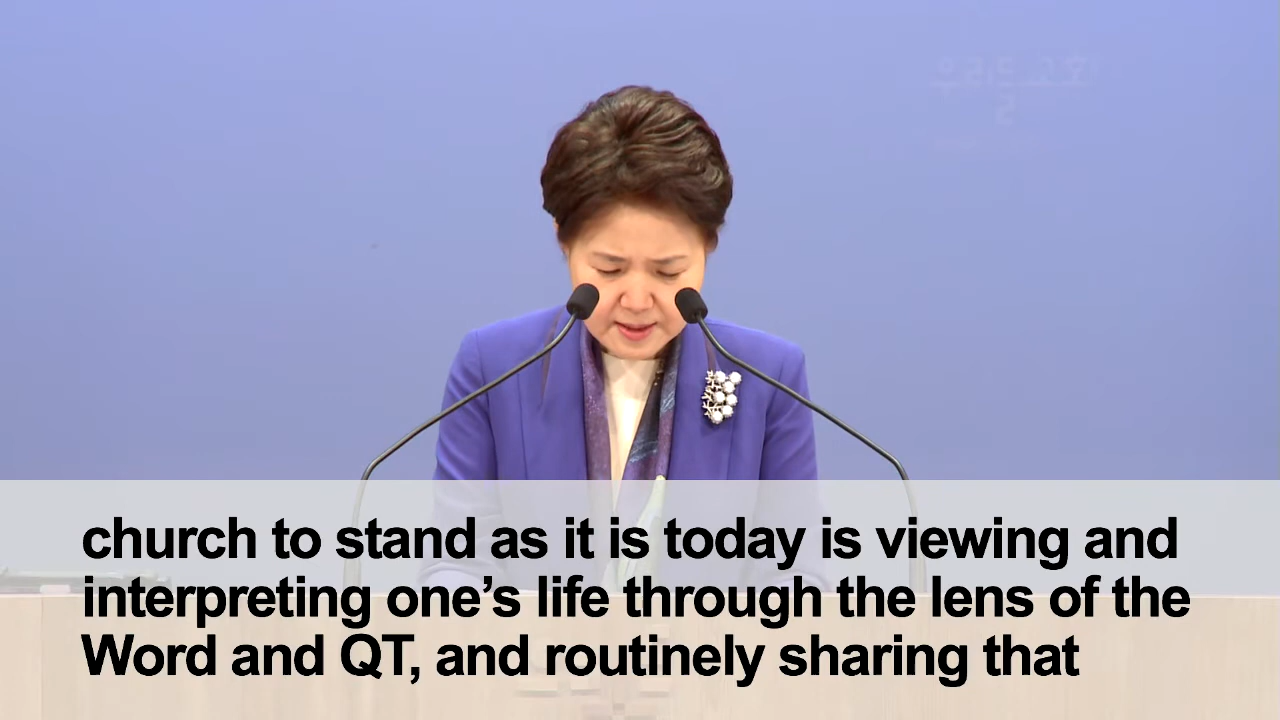 church to stand as it is today is viewing and
interpreting one’s life through the lens of the
Word and QT, and routinely sharing that